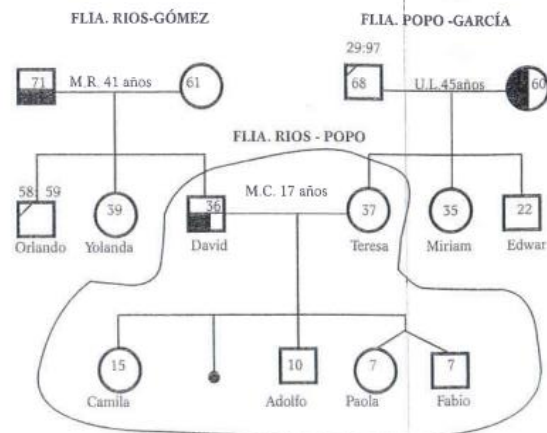 FLIA. RIOS-GÓMEZ
FLIA. POPO -GARCÍA
29:97
71
M.R. 41 años
61
68
U.L.45años
60
FLIA. RIOS - POPO
58: 59
39
36
M.C. 17 años
37
35
22
Orlando
Yolanda
David
Teresa
Miriam
Edwar
15
10
7
7
Camila
Adolfo
Paola
Fabio